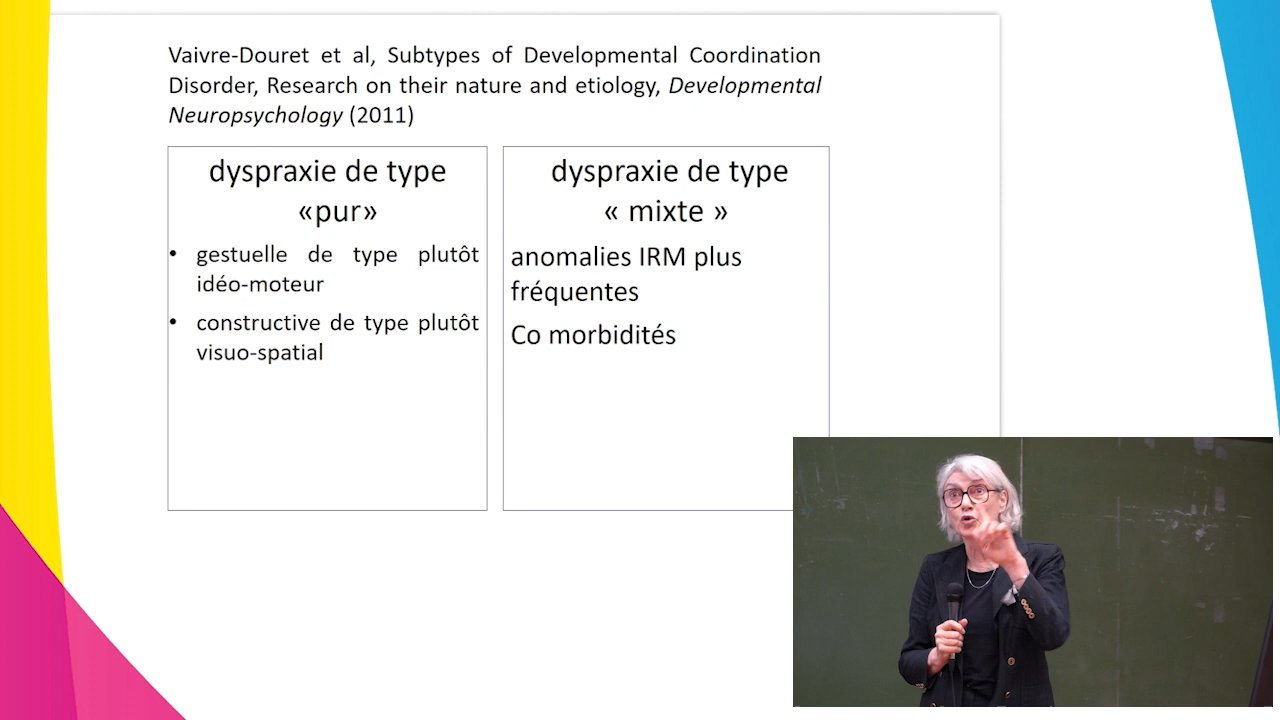 Vaivre-Douret et al, Subtypes of Developmental Coordination
Disorder, Research on their nature and etiology, Developmental
Neuropsychology (2011)
dyspraxie de type
«pur»
• gestuelle de type plutôt
idéo-moteur
• constructive de type plutôt
visuo-spatial
dyspraxie de type
« mixte »
anomalies IRM plus
fréquentes
Co morbidités